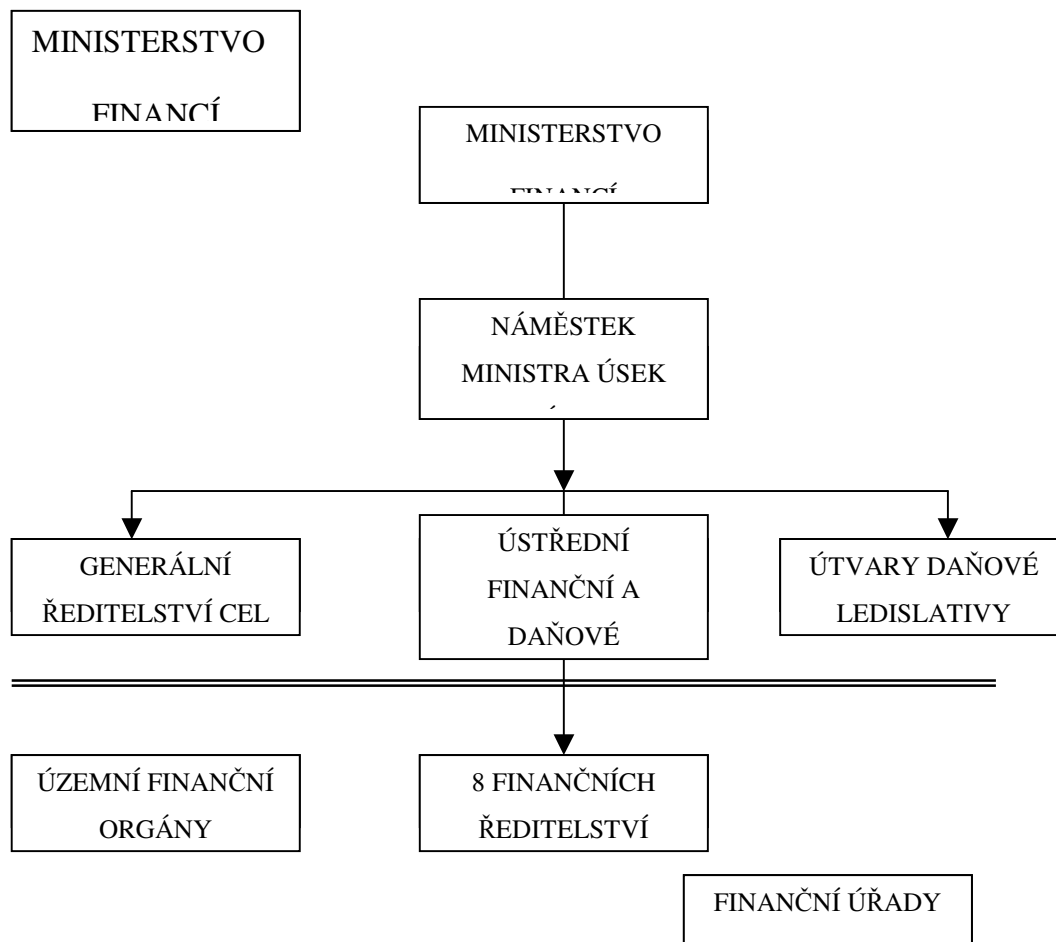 MINISTERSTVO
FINANCÍ
MINISTERSTVO
FINANCÍ
NÁMĚSTEK
MINISTRA ÚSEK
GENERÁLNÍ
ŘEDITELSTVÍ CEL
ÚSTŘEDNÍ
FINANČNÍ A
DAŇOVÉ
ÚTVARY DAŇOVÉ
LEDISLATIVY
ÚZEMNÍ FINANČNÍ
ORGÁNY
8 FINANČNÍCH
ŘEDITELSTVÍ
FINANČNÍ ÚŘADY